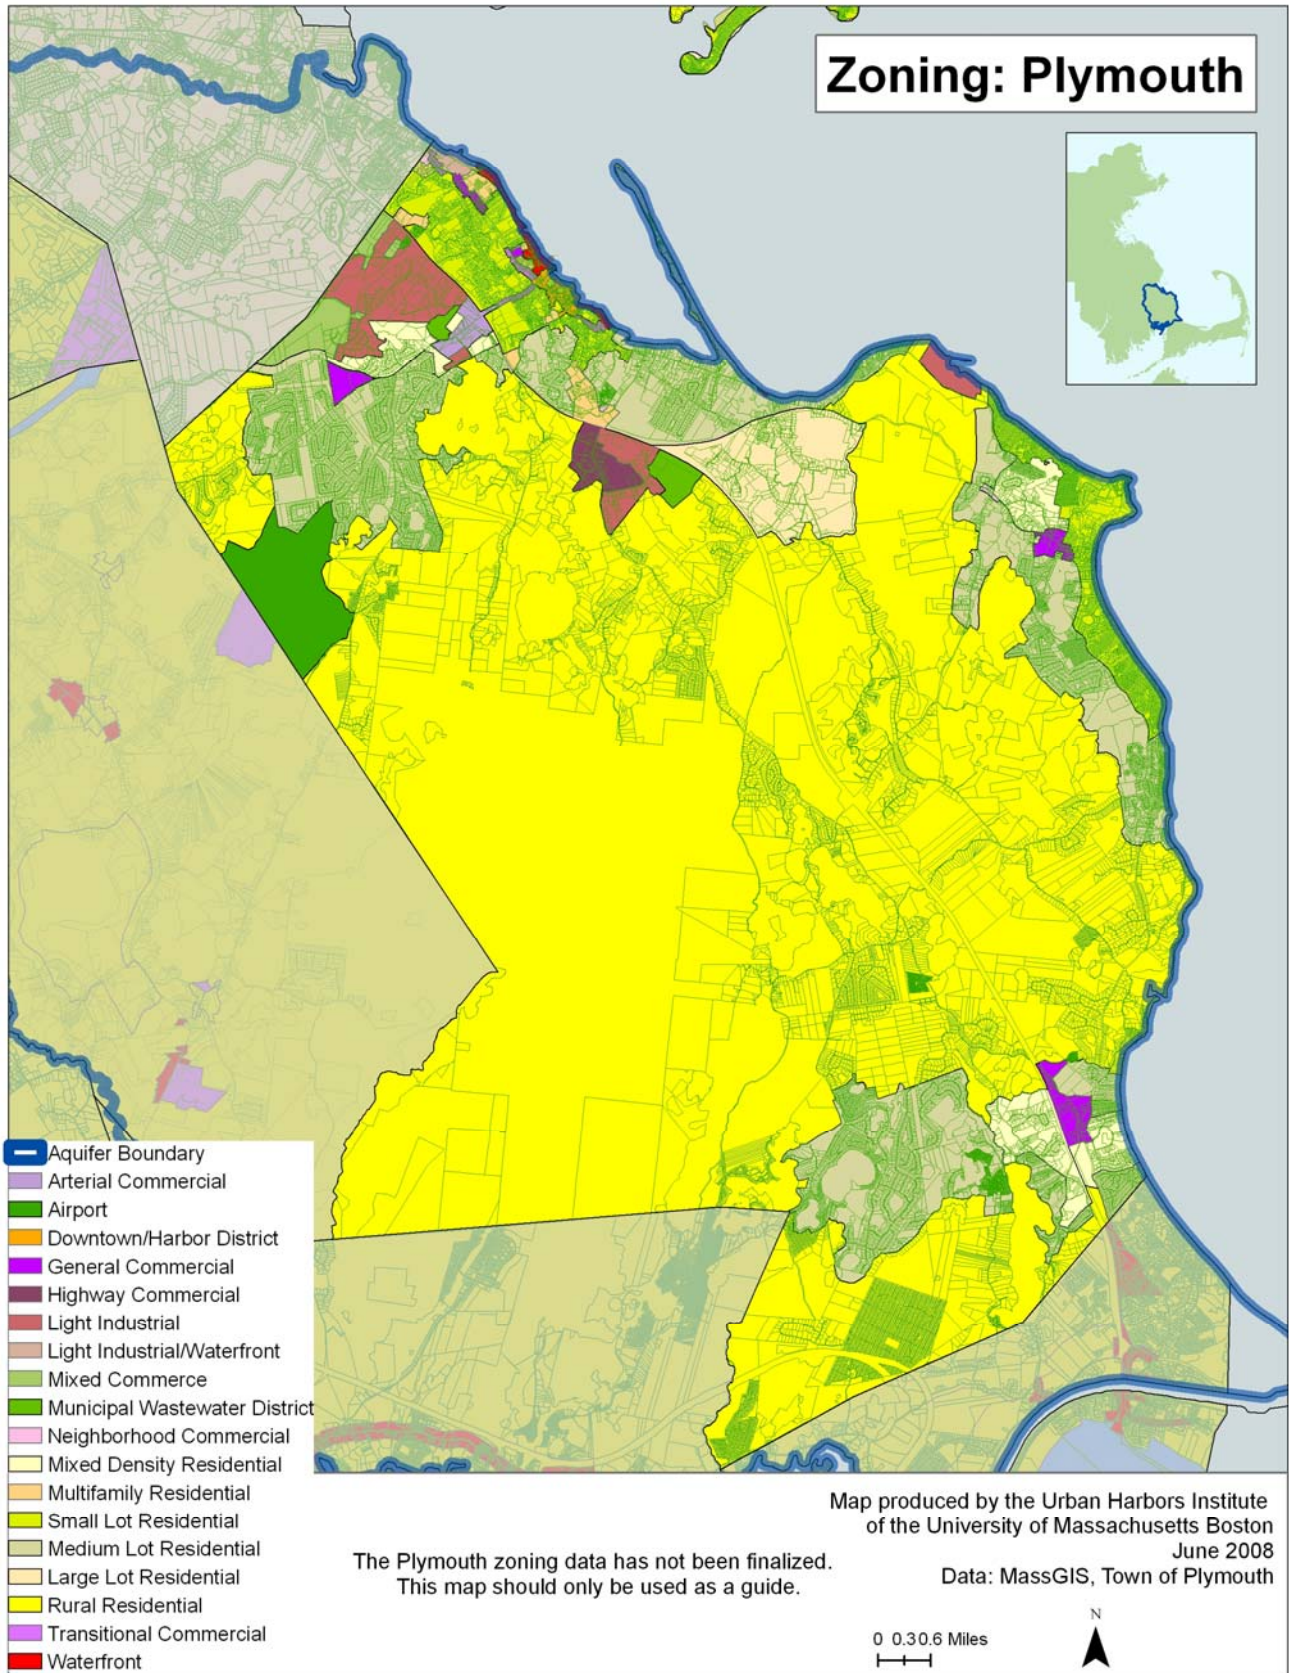 Zoning: Plymouth
Aquifer Boundary
Arterial Commercial
Airport
Downtown/Harbor District
General Commercial
Highway Commercial
Light Industrial
Light Industrial/Waterfront
Mixed Commerce
Municipal Wastewater District
Neighborhood Commercial
Mixed Density Residential
Multifamily Residential
Small Lot Residential
Medium Lot Residential
Large Lot Residential
Rural Residential
Transitional Commercial
Waterfront
The Plymouth zoning data has not been finalized.
This map should only be used as a guide.
Map produced by the Urban Harbors Institute
of the University of Massachusetts Boston
June 2008
Data: MassGIS, Town of Plymouth
0 0.30.6 Miles
N